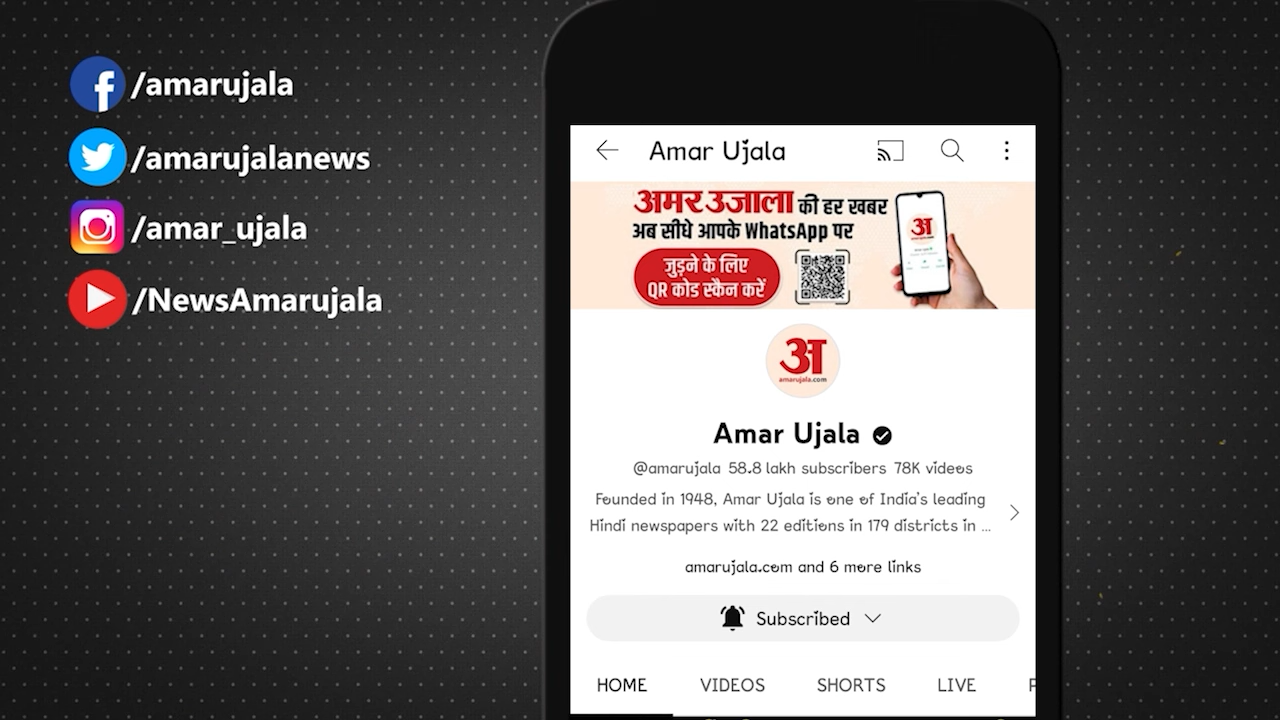 /amarujala
/amarujalanews
/amar_ujala
/NewsAmarujala
Amar Ujala
अमर उजाला की हर खबर
अब सीधे आपके WhatsApp पर
जुड़ने के लिए
QR कोड स्कैन करें
अ
अ
amarujala.com
Amar Ujala
@amarujala 58.8 lakh subscribers 78K videos
Founded in 1948, Amar Ujala is one of India's leading
Hindi newspapers with 22 editions in 179 districts in ...
amarujala.com and 6 more links
Subscribed
HOME VIDEOS SHORTS LIVE